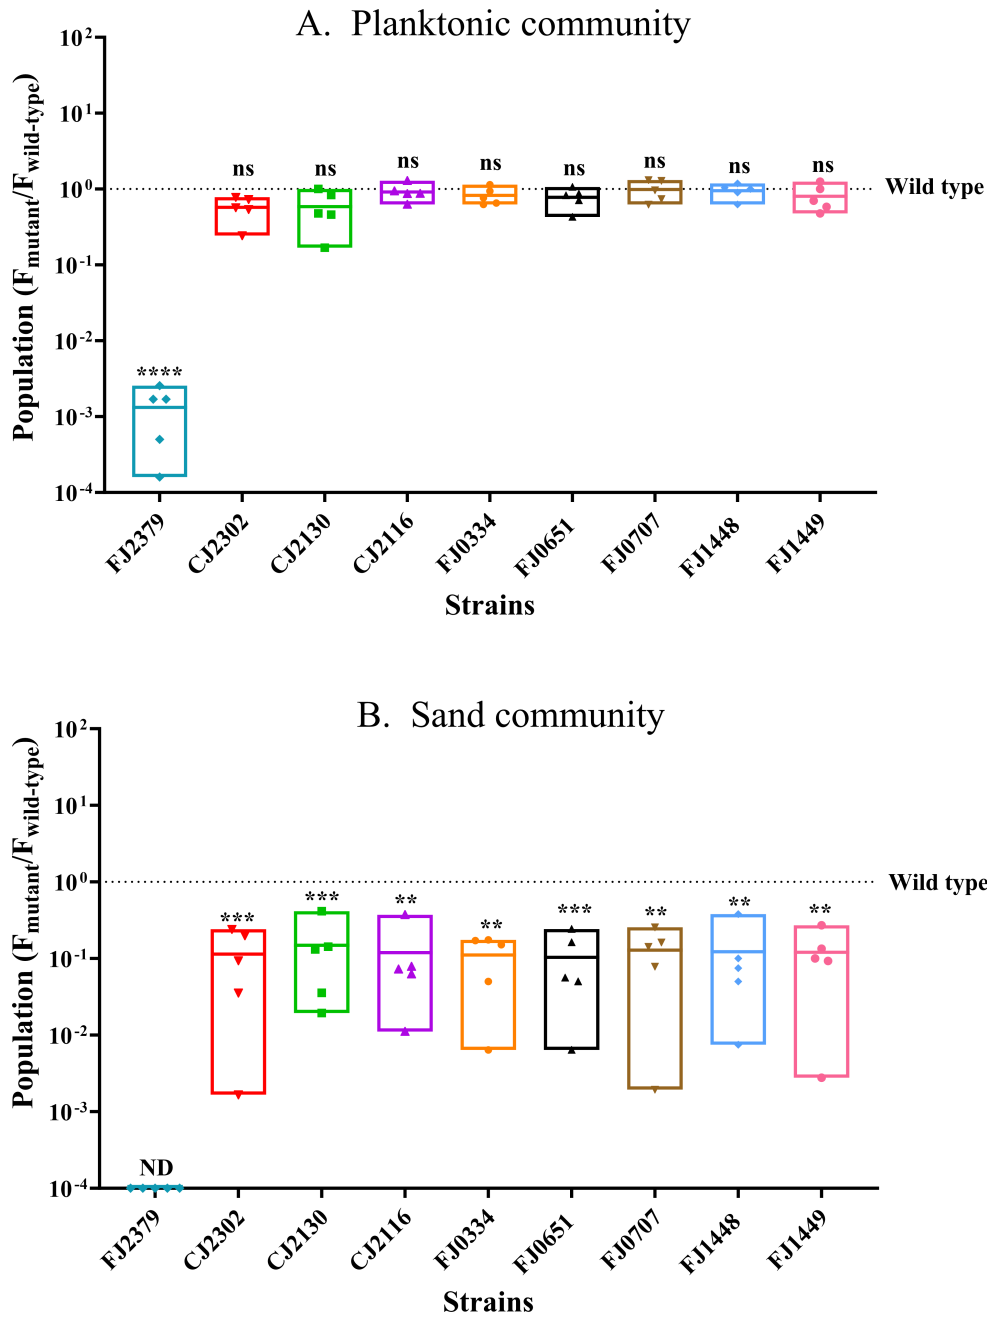 A. Planktonic community
Population (Fmutant/Fwild-type)
10²
10¹
10⁰
10⁻¹
10⁻²
10⁻³
10⁻⁴
**** ns ns ns ns ns ns ns ns
Wild type
FJ2379 CJ2302 CJ2130 CJ2116 FJ0334 FJ0651 FJ0707 FJ1448 FJ1449
Strains
B. Sand community
Population (Fmutant/Fwild-type)
10²
10¹
10⁰
10⁻¹
10⁻²
10⁻³
10⁻⁴
ND *** *** ** ** *** ** ** **
Wild type
FJ2379 CJ2302 CJ2130 CJ2116 FJ0334 FJ0651 FJ0707 FJ1448 FJ1449
Strains